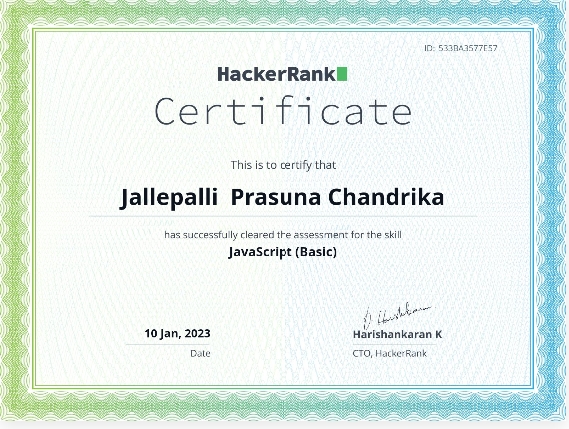 ID: 533BA3577E57
HackerRank
Certificate
This is to certify that
Jallepalli Prasuna Chandrika
has successfully cleared the assessment for the skill
JavaScript (Basic)
10 Jan, 2023
Date
Harishankaran K
CTO, HackerRank